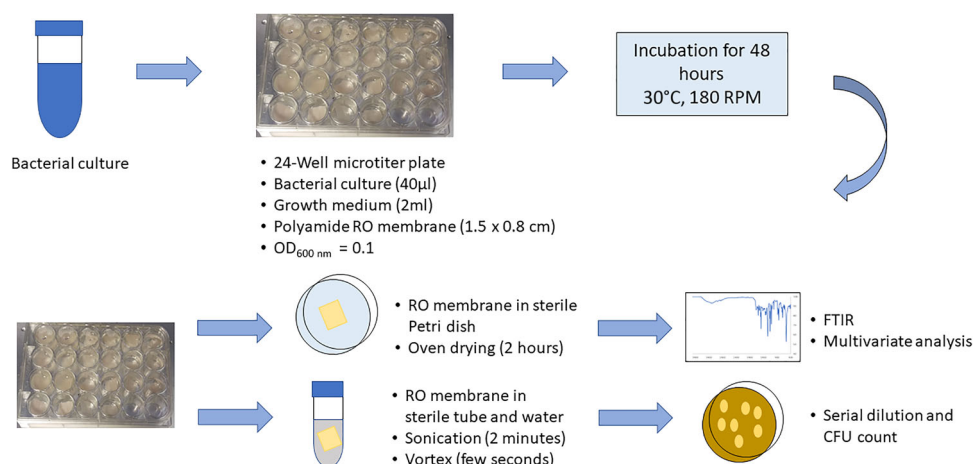 Bacterial culture
Incubation for 48
hours
30°C, 180 RPM
• 24-Well microtiter plate
• Bacterial culture (40µl)
• Growth medium (2ml)
• Polyamide RO membrane (1.5 x 0.8 cm)
• OD600 nm = 0.1
• RO membrane in sterile
Petri dish
• Oven drying (2 hours)
• FTIR
• Multivariate analysis
• RO membrane in
sterile tube and water
• Sonication (2 minutes)
• Vortex (few seconds)
• Serial dilution and
CFU count